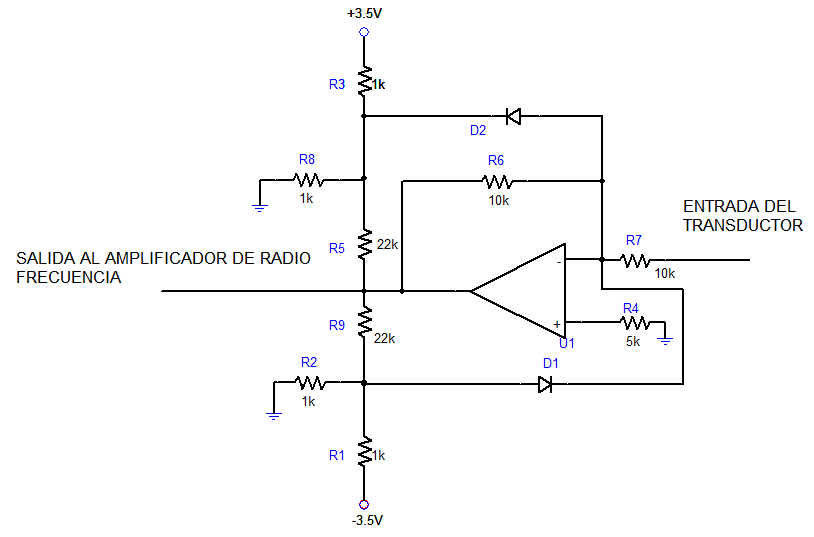 +3.5V
R3
1k
D2
R8
1k
R6
10k
ENTRADA DEL
TRANSDUCTOR
R7
10k
R5
22k
SALIDA AL AMPLIFICADOR DE RADIO
FRECUENCIA
-
+
U1
R4
5k
R9
22k
R2
1k
D1
R1
1k
-3.5V